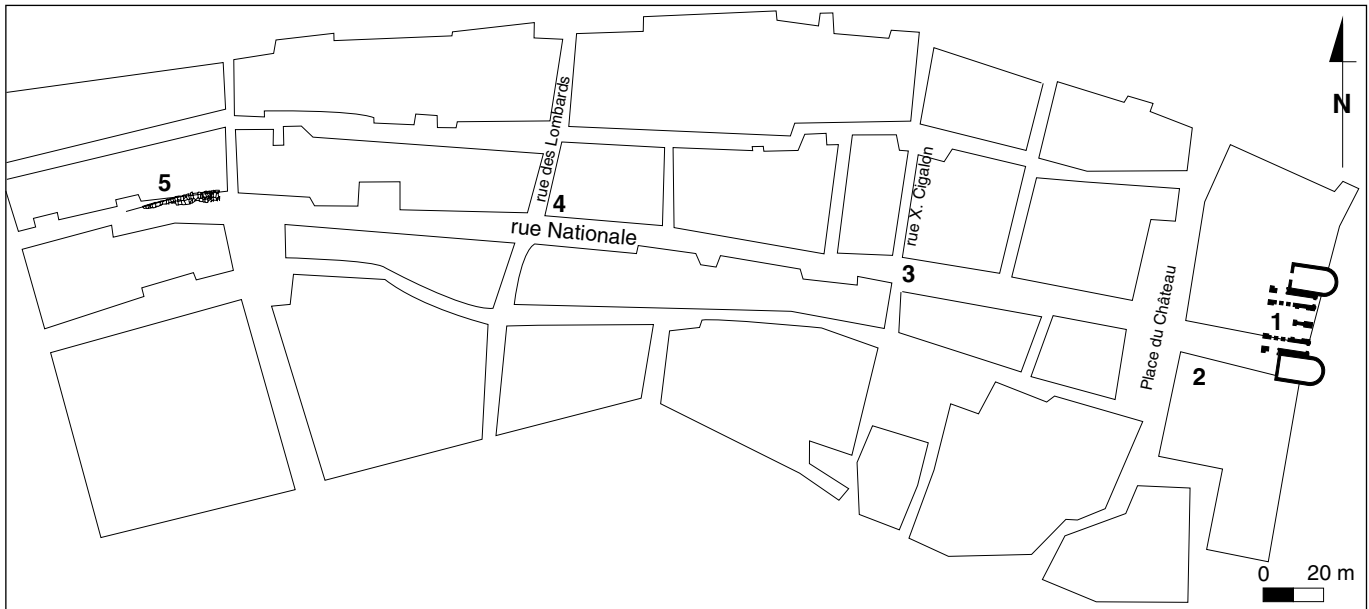 N
5
rue des Lombards
4
rue Nationale
rue X. Cigalon
3
Place du Château
1
2
0 20 m